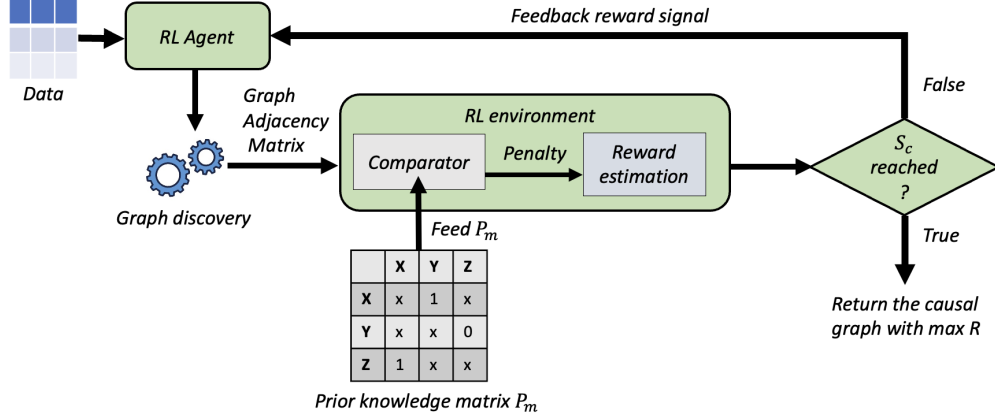 Feedback reward signal
RL Agent
Data
False
Graph
Adjacency
Matrix
RL environment
Comparator
Penalty
Reward
estimation
S_c
reached
?
Graph discovery
Feed P_m
True
X Y Z
X x 1 x
Y x x 0
Z 1 x x
Return the causal
graph with max R
Prior knowledge matrix P_m